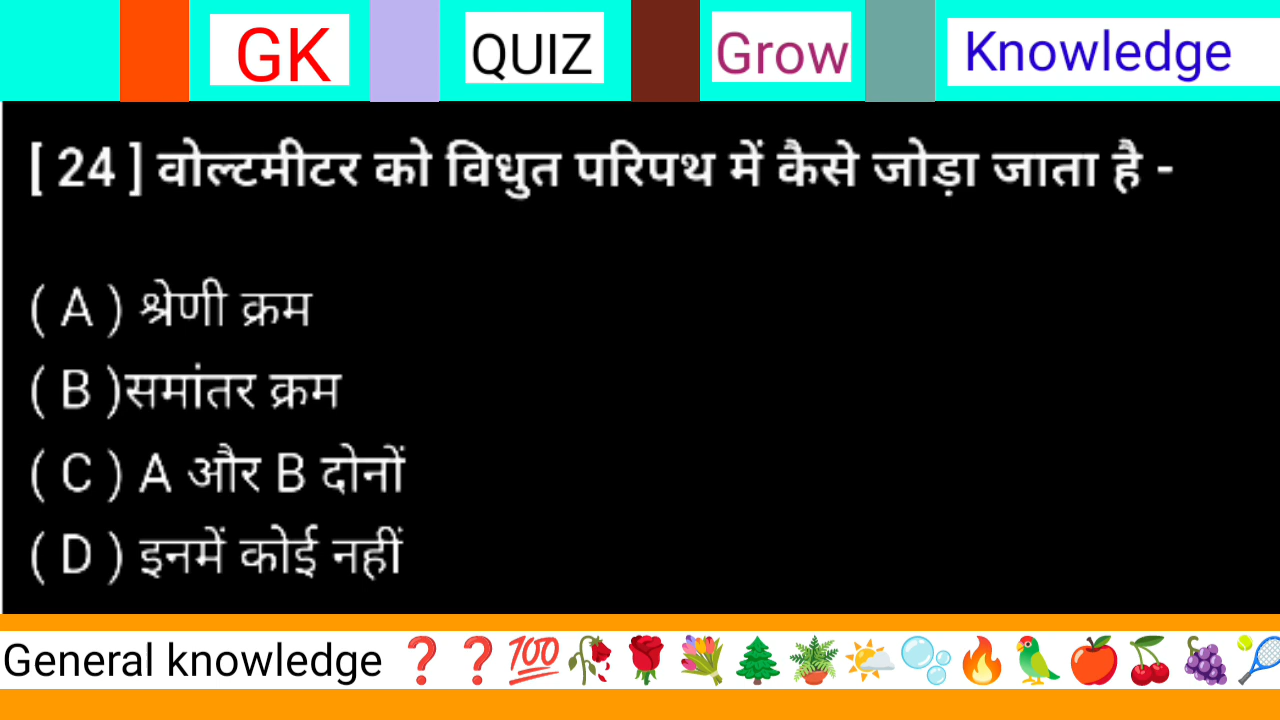 GK QUIZ Grow Knowledge
[ 24 ] वोल्टमीटर को विधुत परिपथ में कैसे जोड़ा जाता है -
( A ) श्रेणी क्रम
( B )समांतर क्रम
( C ) A और B दोनों
( D ) इनमें कोई नहीं
General knowledge ❓❓💯🥀🌹💐🌲🪴🌤️🫧🔥🦜🍎🍒🍇🎾